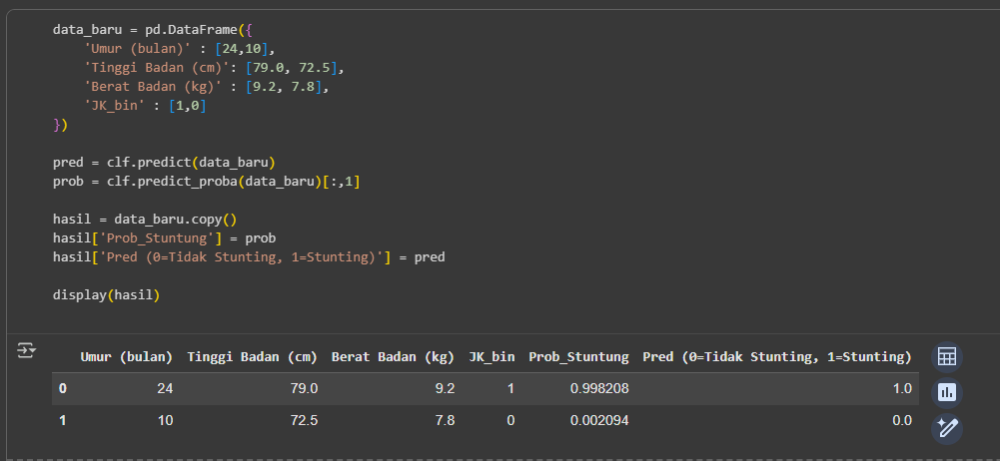 data_baru = pd.DataFrame({
    'Umur (bulan)' : [24,10],
    'Tinggi Badan (cm)': [79.0, 72.5],
    'Berat Badan (kg)' : [9.2, 7.8],
    'JK_bin' : [1,0]
})
pred = clf.predict(data_baru)
prob = clf.predict_proba(data_baru)[:,1]
hasil = data_baru.copy()
hasil['Prob_Stuntung'] = prob
hasil['Pred (0=Tidak Stunting, 1=Stunting)'] = pred
display(hasil)
Umur (bulan) Tinggi Badan (cm) Berat Badan (kg) JK_bin Prob_Stuntung Pred (0=Tidak Stunting, 1=Stunting)
0 24 79.0 9.2 1 0.998208 1.0
1 10 72.5 7.8 0 0.002094 0.0